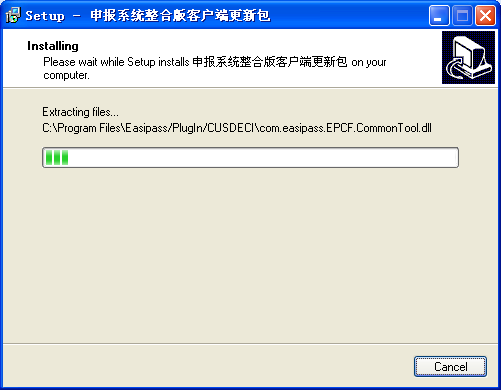 Setup - 申报系统整合版客户端更新包
Installing
Please wait while Setup installs 申报系统整合版客户端更新包 on your
computer.
Extracting files...
C:\Program Files\Easipass/PlugIn/CUSDECI\com.easipass.EPCF.CommonTool.dll
Cancel